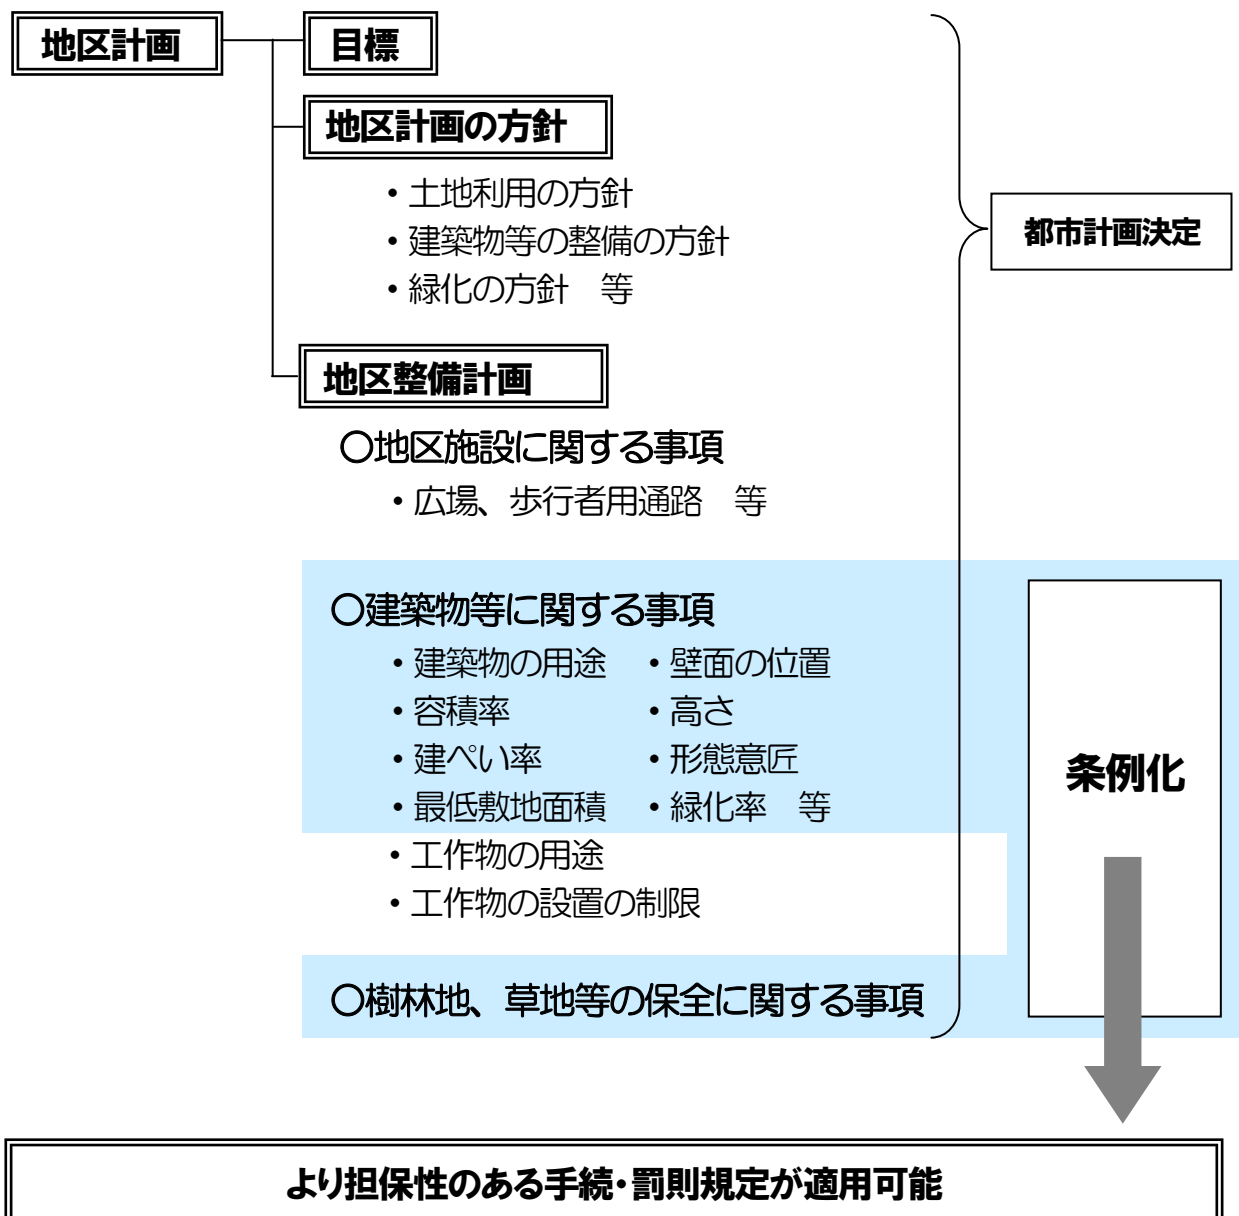 地区計画
目標
地区計画の方針
・土地利用の方針
・建築物等の整備の方針
・緑化の方針　等
都市計画決定
地区整備計画
〇地区施設に関する事項
・広場、歩行者用通路　等
〇建築物等に関する事項
・建築物の用途　・壁面の位置
・容積率　・高さ
・建ぺい率　・形態意匠
・最低敷地面積　・緑化率　等
・工作物の用途
・工作物の設置の制限
〇樹林地、草地等の保全に関する事項
条例化
より担保性のある手続・罰則規定が適用可能